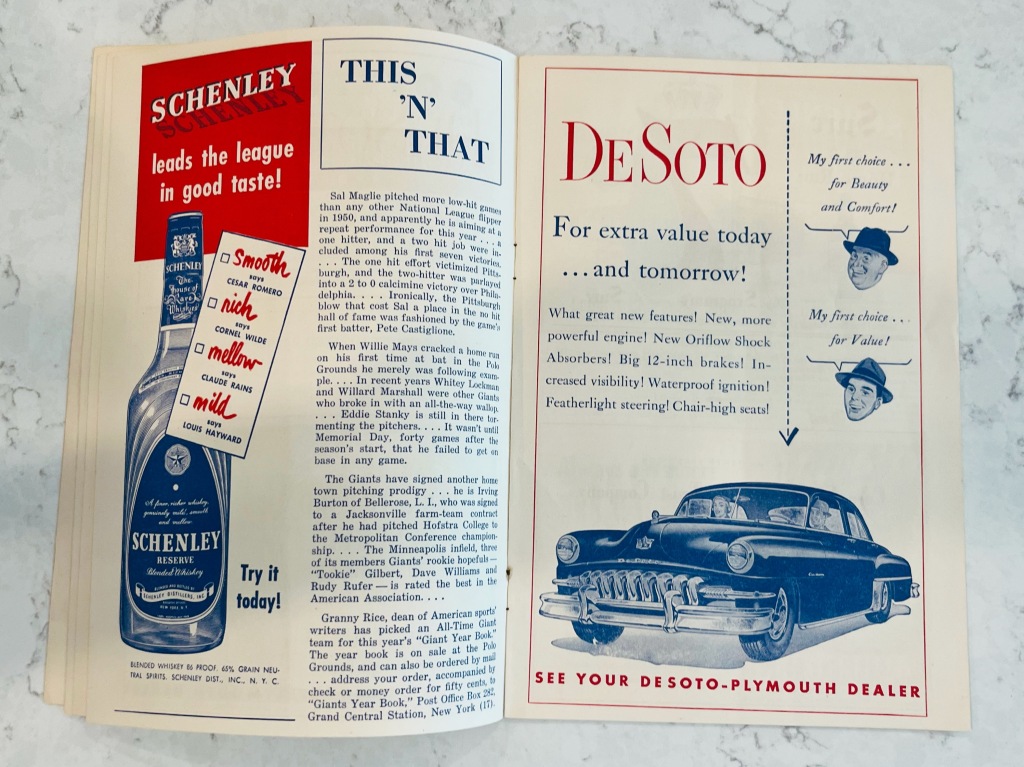 SCHENLEY
leads the league
in good taste!
SCHENLEY
The
House of
Rare
Whiskies
Smooth
says
CESAR ROMERO
rich
says
CORNEL WILDE
mellow
says
CLAUDE RAINS
mild
says
LOUIS HAYWARD
A finer, richer whiskey,
genuinely mild, smooth
and mellow.
SCHENLEY
RESERVE
Blended Whiskey
BLENDED AND BOTTLED BY
SCHENLEY DISTILLERS, INC.
NEW YORK, N.Y.
Try it
today!
BLENDED WHISKEY 86 PROOF. 65% GRAIN NEU-
TRAL SPIRITS. SCHENLEY DIST., INC., N. Y. C.
THIS
'N'
THAT
Sal Maglie pitched more low-hit games
than any other National League flipper
in 1950, and apparently he is aiming at a
repeat performance for this year . . . a
one hitter, and a two hit job were in-
cluded among his first seven victories.
. . . The one hit effort victimized Pitts-
burgh, and the two-hitter was parlayed
into a 2 to 0 calcimine victory over Phila-
delphia. . . . Ironically, the Pittsburgh
blow that cost Sal a place in the no hit
hall of fame was fashioned by the game's
first batter, Pete Castiglione.
When Willie Mays cracked a home run
on his first time at bat in the Polo
Grounds he merely was following exam-
ple. . . . In recent years Whitey Lockman
and Willard Marshall were other Giants
who broke in with an all-the-way wallop.
. . . Eddie Stanky is still in there tor-
menting the pitchers. . . . It wasn't until
Memorial Day, forty games after the
season's start, that he failed to get on
base in any game.
The Giants have signed another home
town pitching prodigy . . . he is Irving
Burton of Bellerose, L. I., who was signed
to a Jacksonville farm-team contract
after he had pitched Hofstra College to
the Metropolitan Conference champion-
ship. . . . The Minneapolis infield, three
of its members Giants' rookie hopefuls—
"Tookie" Gilbert, Dave Williams and
Rudy Rufer — is rated the best in the
American Association. . . .
Granny Rice, dean of American sports'
writers has picked an All-Time Giant
team for this year's "Giant Year Book."
The year book is on sale at the Polo
Grounds, and can also be ordered by mail
. . . address your order, accompanied by
check or money order for fifty cents, to
"Giants Year Book," Post Office Box 282,
Grand Central Station, New York (17).
DESOTO
For extra value today
...and tomorrow!
What great new features! New, more
powerful engine! New Oriflow Shock
Absorbers! Big 12-inch brakes! In-
creased visibility! Waterproof ignition!
Featherlight steering! Chair-high seats!
My first choice . . .
for Beauty
and Comfort!
My first choice . . .
for Value!
SEE YOUR DESOTO-PLYMOUTH DEALER